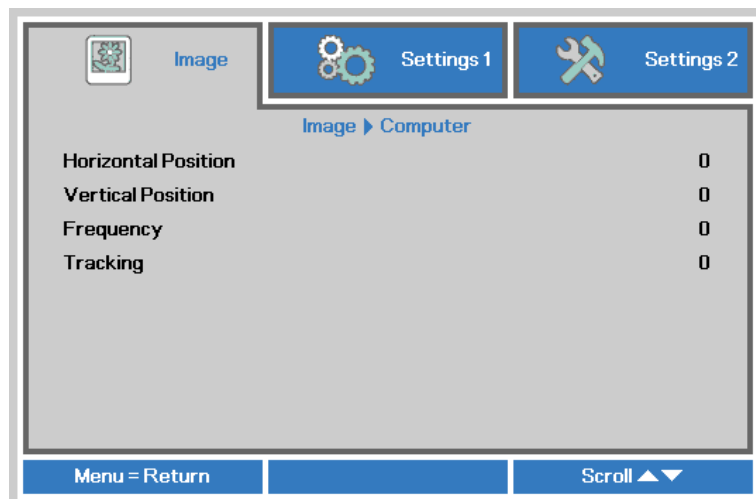 Image
Settings 1
Settings 2
Image ▶ Computer
Horizontal Position 0
Vertical Position 0
Frequency 0
Tracking 0
Menu = Return
Scroll ▲▼